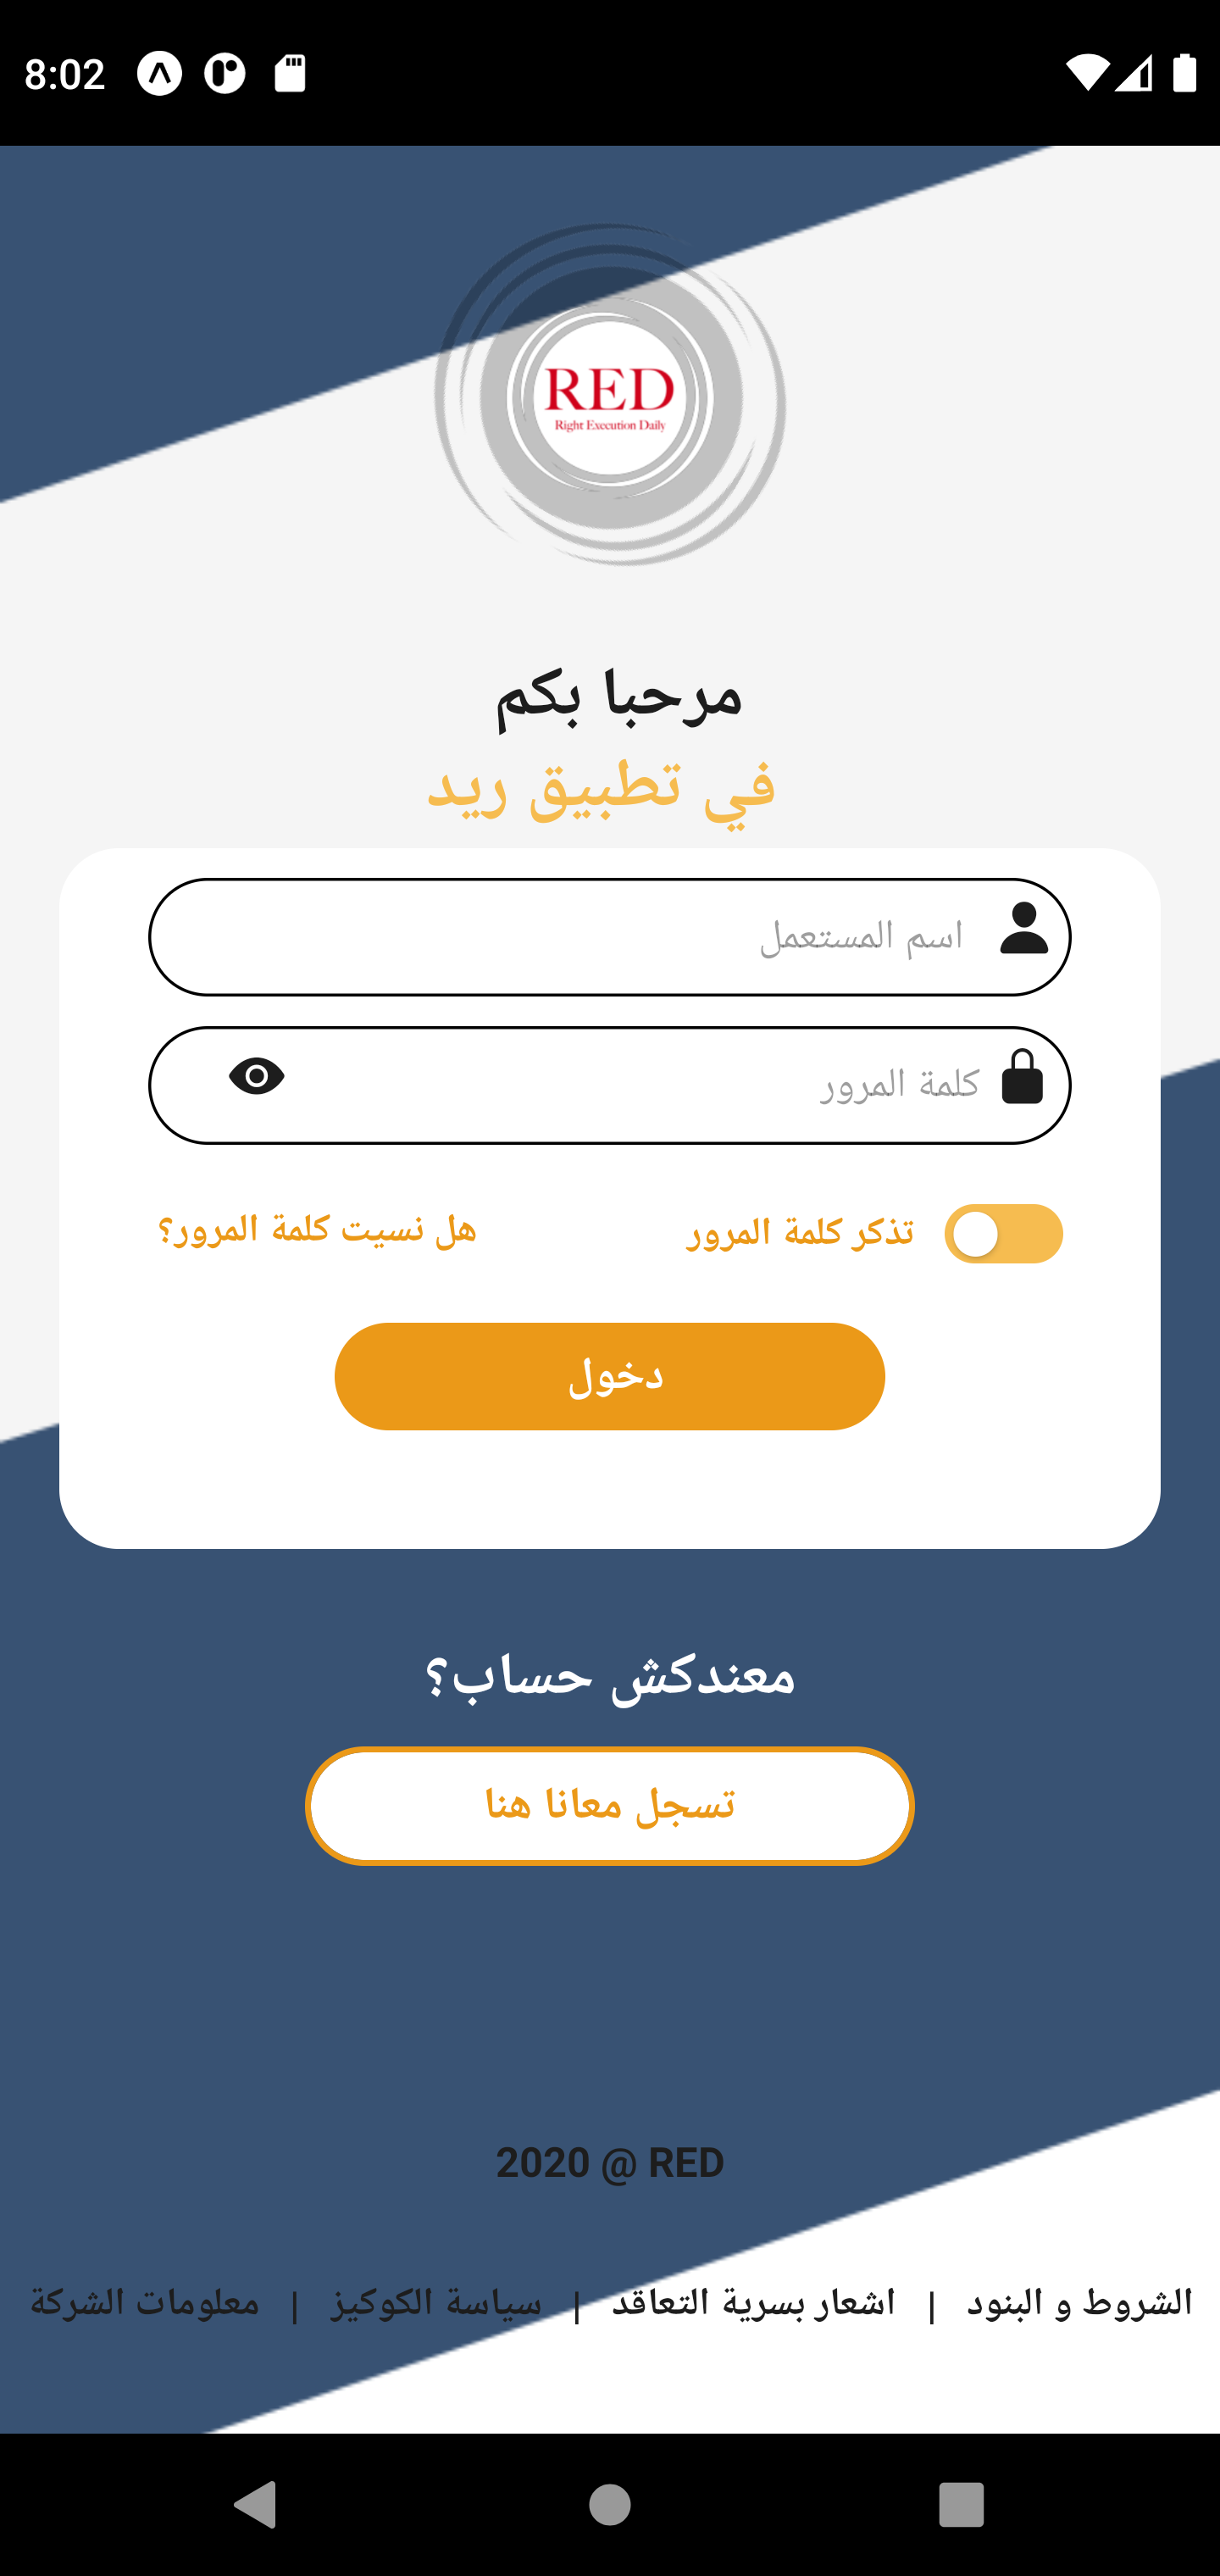 8:02
RED
Right Execution Daily
مرحبا بكم
في تطبيق ريد
اسم المستعمل
كلمة المرور
تذكر كلمة المرور
هل نسيت كلمة المرور؟
دخول
معندكش حساب؟
تسجل معانا هنا
2020 @ RED
الشروط و البنود | اشعار بسرية التعاقد | سياسة الكوكيز | معلومات الشركة